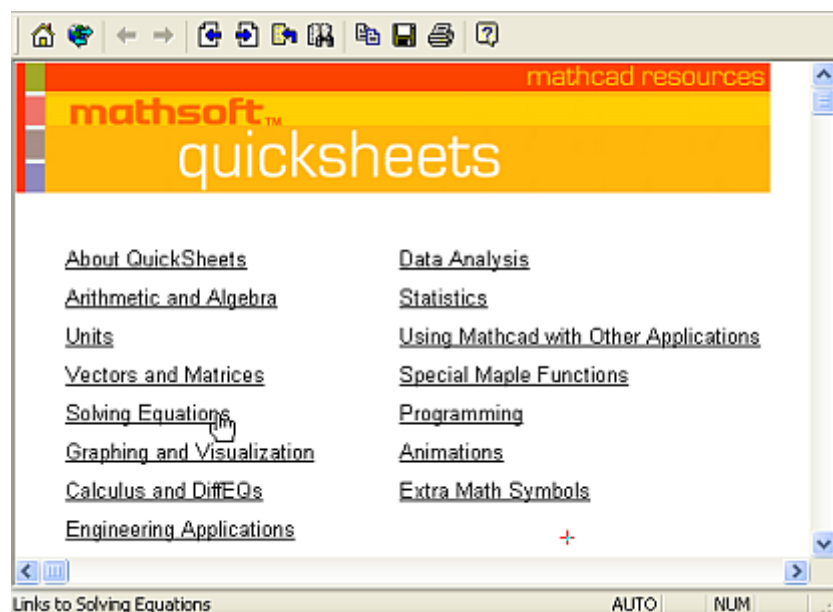 mathcad resources
mathsoft™
quicksheets
About QuickSheets
Arithmetic and Algebra
Units
Vectors and Matrices
Solving Equations
Graphing and Visualization
Calculus and DiffEQs
Engineering Applications
Data Analysis
Statistics
Using Mathcad with Other Applications
Special Maple Functions
Programming
Animations
Extra Math Symbols
Links to Solving Equations AUTO NUM